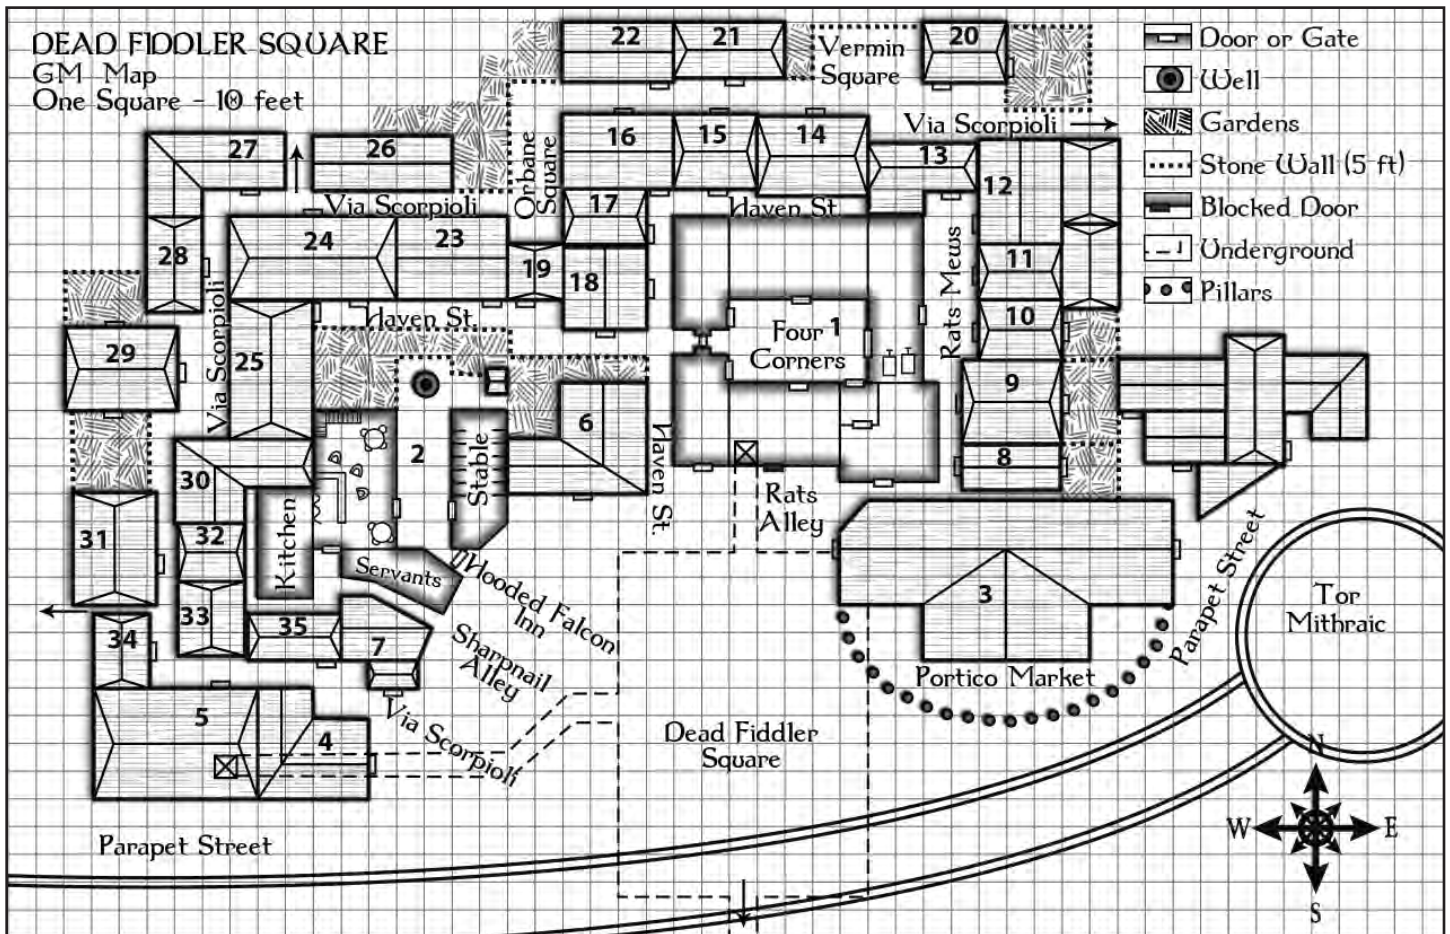 DEAD FIDDLER SQUARE
GM Map
One Square - 10 feet
Door or Gate
Well
Gardens
Stone Wall (5 ft)
Blocked Door
Underground
Pillars
22
21
Vermin
Square
20
27
26
Orbane
Square
16
15
14
Via Scorpioli
13
12
Via Scorpioli
17
Haven St.
28
24
23
19
18
11
Rats Mews
Via Scorpioli
Haven St.
10
Four
Corners
1
29
25
9
6
2
Stable
Haven St.
8
30
Rats
Alley
31
32
Kitchen
Servants
Hooded Falcon
Inn
3
Parapet Street
Tor
Mithraic
33
34
35
7
Sharpnail
Alley
Portico Market
5
4
Via Scorpioli
Dead Fiddler
Square
Parapet Street
N
W
E
S